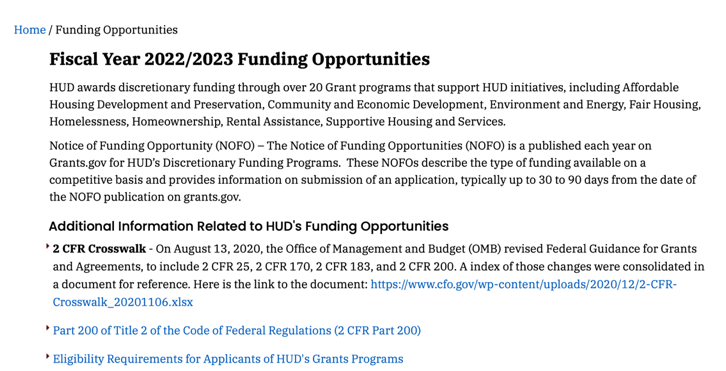 Home / Funding Opportunities
Fiscal Year 2022/2023 Funding Opportunities
HUD awards discretionary funding through over 20 Grant programs that support HUD initiatives, including Affordable
Housing Development and Preservation, Community and Economic Development, Environment and Energy, Fair Housing,
Homelessness, Homeownership, Rental Assistance, Supportive Housing and Services.
Notice of Funding Opportunity (NOFO) – The Notice of Funding Opportunities (NOFO) is a published each year on
Grants.gov for HUD's Discretionary Funding Programs.  These NOFOs describe the type of funding available on a
competitive basis and provides information on submission of an application, typically up to 30 to 90 days from the date of
the NOFO publication on grants.gov.
Additional Information Related to HUD's Funding Opportunities
2 CFR Crosswalk - On August 13, 2020, the Office of Management and Budget (OMB) revised Federal Guidance for Grants
and Agreements, to include 2 CFR 25, 2 CFR 170, 2 CFR 183, and 2 CFR 200. A index of those changes were consolidated in
a document for reference. Here is the link to the document: https://www.cfo.gov/wp-content/uploads/2020/12/2-CFR-
Crosswalk_20201106.xlsx
Part 200 of Title 2 of the Code of Federal Regulations (2 CFR Part 200)
Eligibility Requirements for Applicants of HUD's Grants Programs